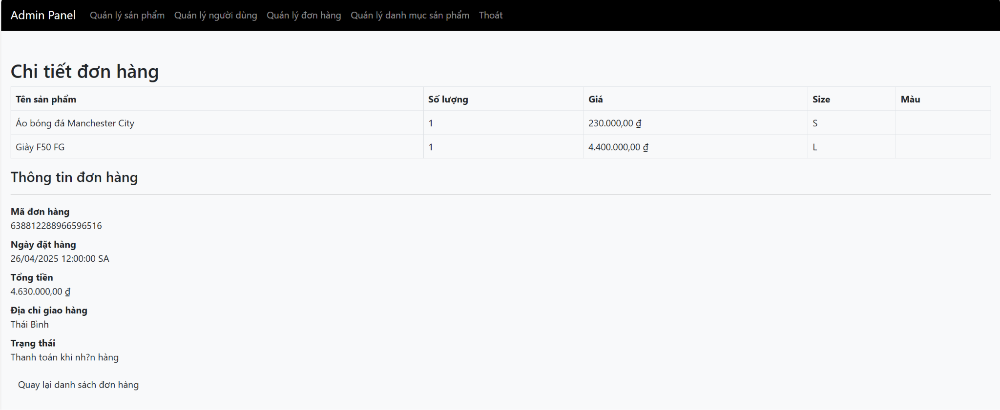 Admin Panel Quản lý sản phẩm Quản lý người dùng Quản lý đơn hàng Quản lý danh mục sản phẩm Thoát
Chi tiết đơn hàng
Tên sản phẩm Số lượng Giá Size Màu
Áo bóng đá Manchester City 1 230.000,00 ₫ S
Giày F50 FG 1 4.400.000,00 ₫ L
Thông tin đơn hàng
Mã đơn hàng
638812288966596516
Ngày đặt hàng
26/04/2025 12:00:00 SA
Tổng tiền
4.630.000,00 ₫
Địa chỉ giao hàng
Thái Bình
Trạng thái
Thanh toán khi nh?n hàng
Quay lại danh sách đơn hàng